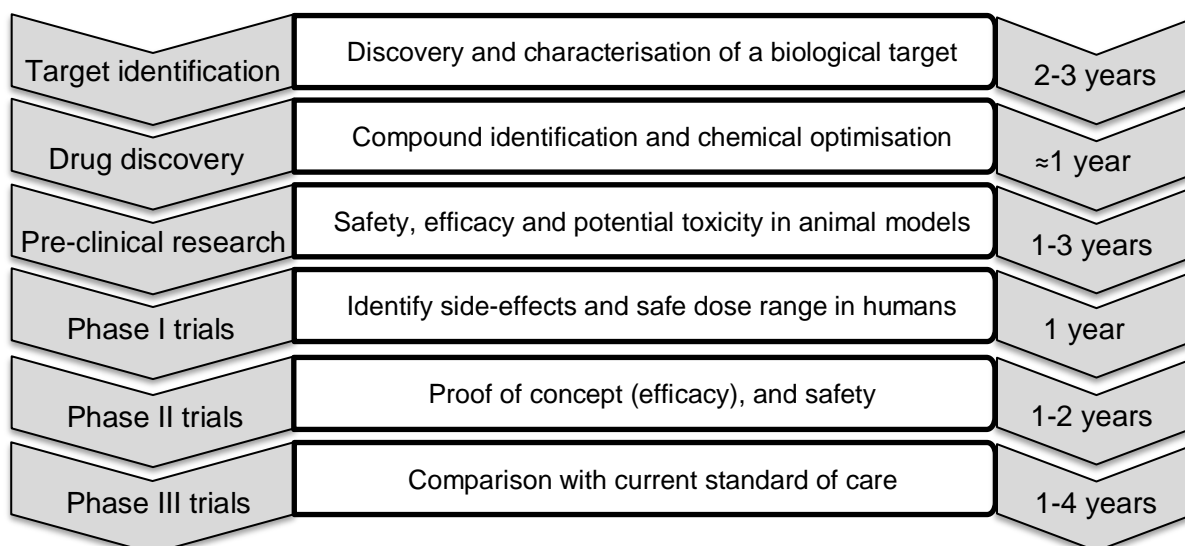 Target identification
Discovery and characterisation of a biological target
2-3 years
Drug discovery
Compound identification and chemical optimisation
≈1 year
Pre-clinical research
Safety, efficacy and potential toxicity in animal models
1-3 years
Phase I trials
Identify side-effects and safe dose range in humans
1 year
Phase II trials
Proof of concept (efficacy), and safety
1-2 years
Phase III trials
Comparison with current standard of care
1-4 years